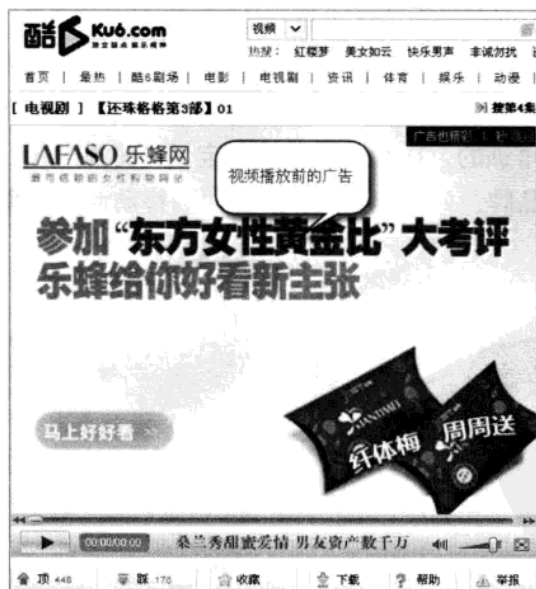 酷6 Ku6.com
视频
热搜： 红楼梦 美女如云 快乐男声 非诚勿扰
首页 | 最热 | 酷6剧场 | 电影 | 电视剧 | 资讯 | 体育 | 娱乐 | 动漫 |
[ 电视剧 ] 【还珠格格第3部】01 搜第4集
广告也精彩
LAFASO 乐蜂网
视频播放前的广告
参加“东方女性黄金比”大考评
乐蜂给你好看新主张
马上好好看 >>
纤体梅
周周送
00:00/00:00 桑兰秀甜蜜爱情 男友资产数千万
顶 448 踩 176 收藏 下载 ? 帮助 举报